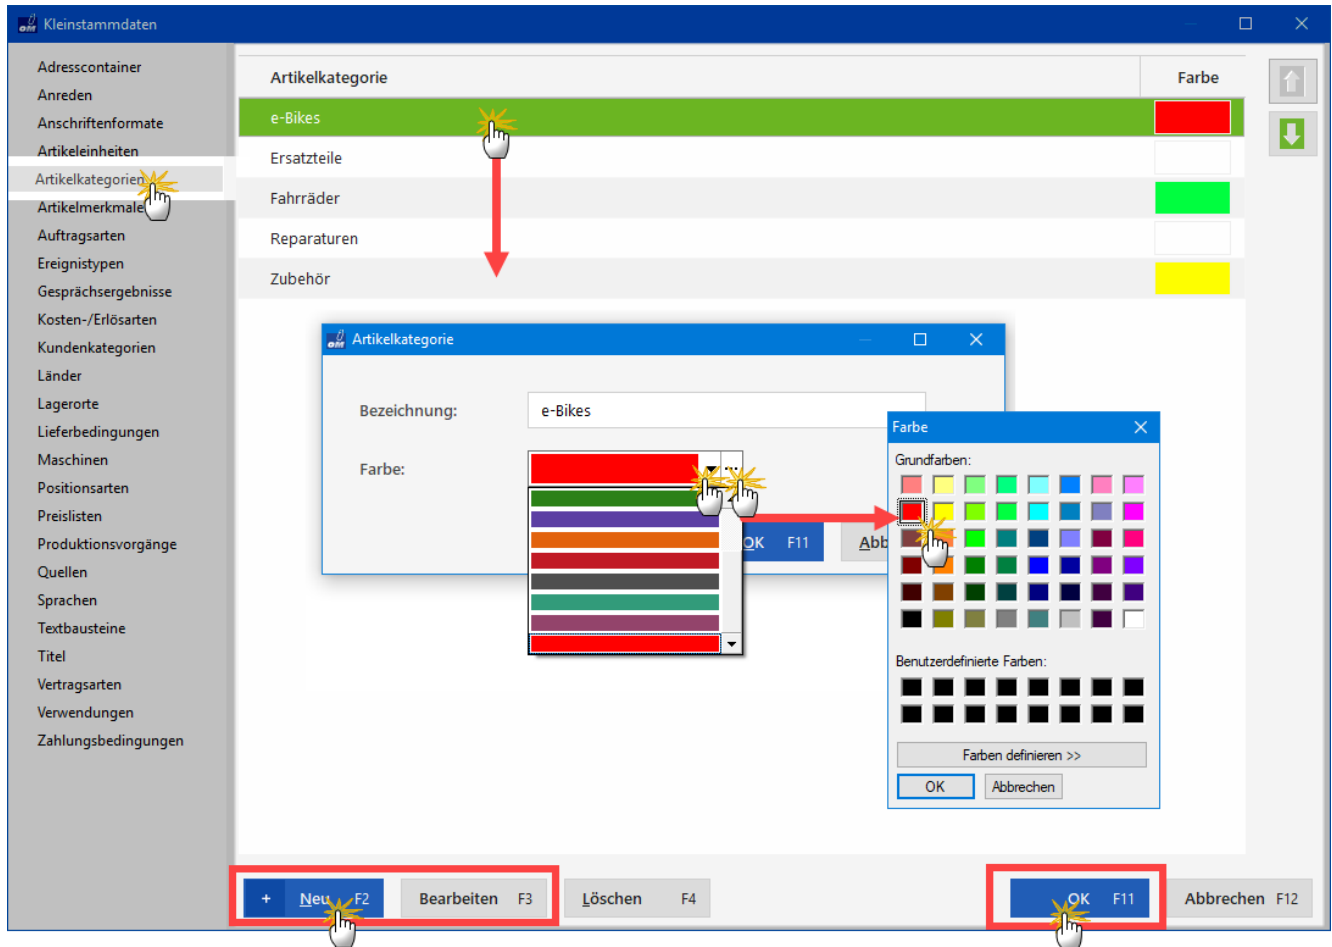 Kleinstammdaten
Adresscontainer
Anreden
Anschriftenformate
Artikeleinheiten
Artikelkategorien
Artikelmerkmale
Auftragsarten
Ereignistypen
Gesprächsergebnisse
Kosten-/Erlösarten
Kundenkategorien
Länder
Lagerorte
Lieferbedingungen
Maschinen
Positionsarten
Preislisten
Produktionsvorgänge
Quellen
Sprachen
Textbausteine
Titel
Vertragsarten
Verwendungen
Zahlungsbedingungen
Artikelkategorie Farbe
e-Bikes
Ersatzteile
Fahrräder
Reparaturen
Zubehör
Artikelkategorie
Bezeichnung: e-Bikes
Farbe: ...
OK F11 Abb
Farbe
Grundfarben:
Benutzerdefinierte Farben:
Farben definieren >>
OK Abbrechen
+ Neu F2 Bearbeiten F3 Löschen F4 OK F11 Abbrechen F12